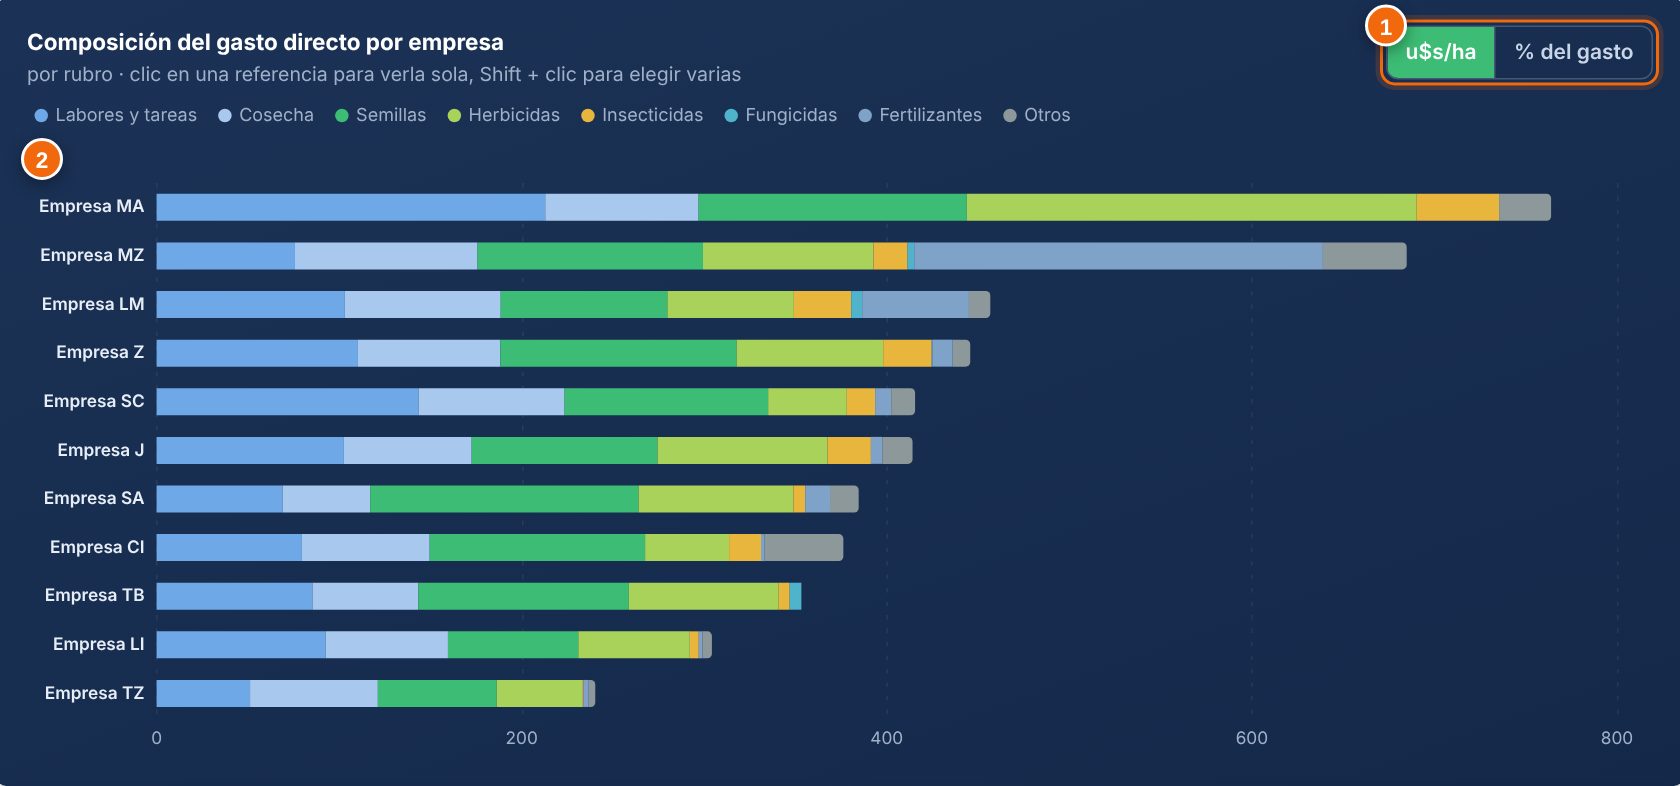 Composición del gasto directo por empresa
por rubro · clic en una referencia para verla sola, Shift + clic para elegir varias
1
u$s/ha % del gasto
Labores y tareas Cosecha Semillas Herbicidas Insecticidas Fungicidas Fertilizantes Otros
2
Empresa MA
Empresa MZ
Empresa LM
Empresa Z
Empresa SC
Empresa J
Empresa SA
Empresa CI
Empresa TB
Empresa LI
Empresa TZ
0 200 400 600 800